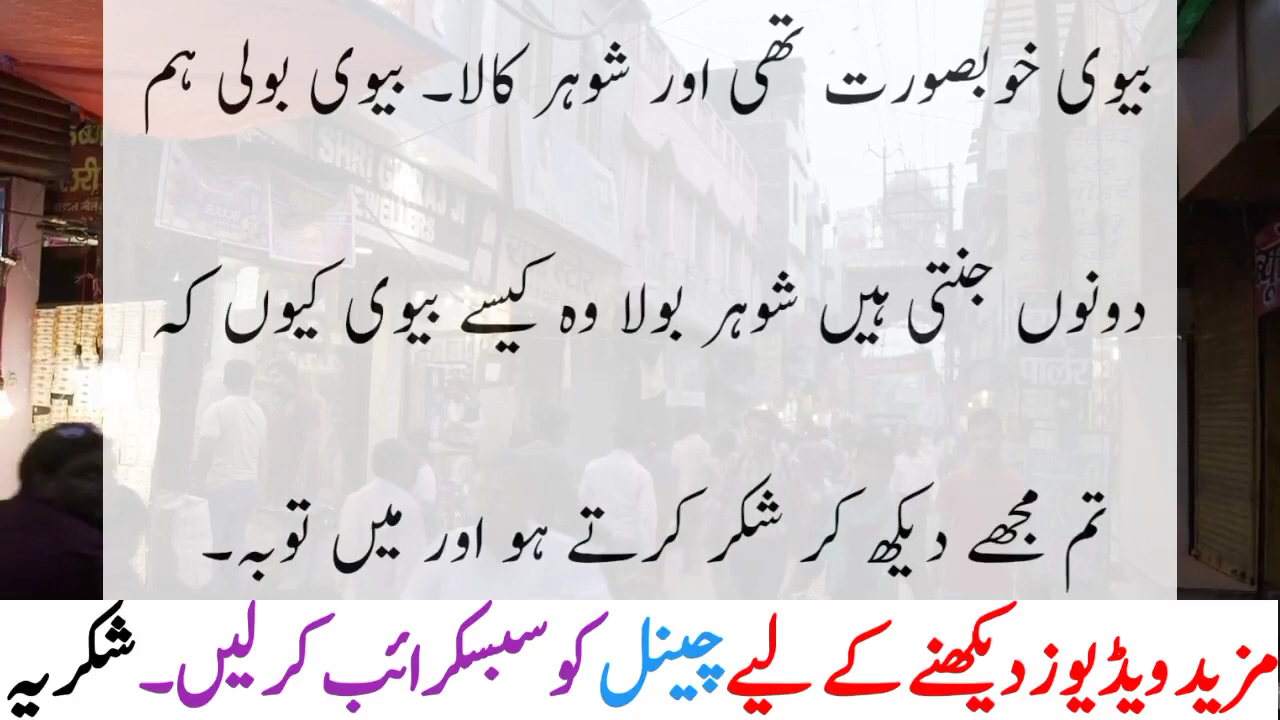 بیوی خوبصورت تھی اور شوہر کالا۔ بیوی بولی ہم
دونوں جنتی ہیں شوہر بولا وہ کیسے بیوی کیوں کہ
تم مجھے دیکھ کر شکر کرتے ہو اور میں توبہ۔
مزید ویڈیوز دیکھنے کے لیے چینل کو سبسکرائب کر لیں۔ شکریہ